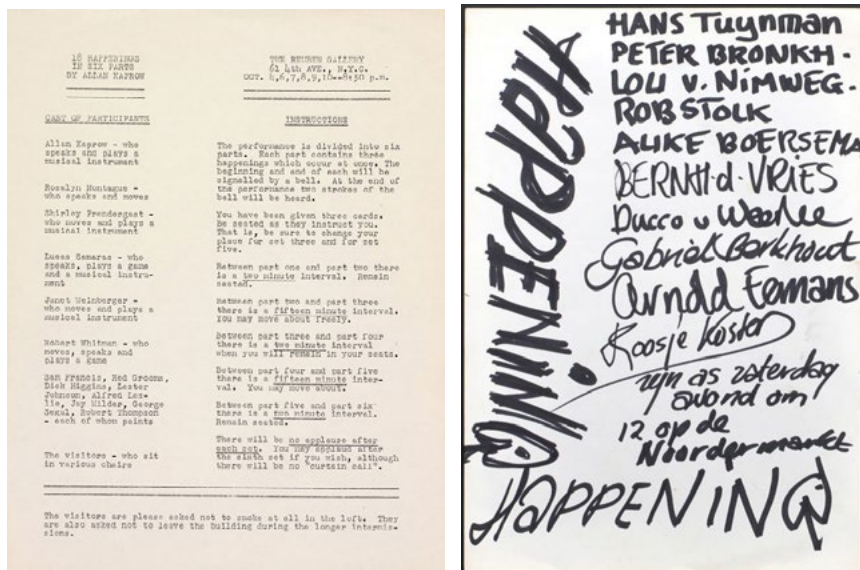 18 HAPPENINGS
IN SIX PARTS
BY ALLAN KAPROW
THE REUBEN GALLERY
61 4th AVE., N.Y.C.
OCT. 4,6,7,8,9,10--8:30 p.m.
CAST OF PARTICIPANTS
Allan Kaprow - who
speaks and plays a
musical instrument
Rosalyn Montague -
who speaks and moves
Shirley Prendergast -
who moves and plays a
musical instrument
Lucas Samaras - who
speaks, plays a game
and a musical instru-
ment
Janet Weinberger -
who moves and plays a
musical instrument
Robert Whitman - who
moves, speaks and
plays a game
Sam Francis, Red Grooms,
Dick Higgins, Lester
Johnson, Alfred Les-
lie, Jay Milder, George
Segal, Robert Thompson
- each of whom paints
The visitors - who sit
in various chairs
INSTRUCTIONS
The performance is divided into six
parts. Each part contains three
happenings which occur at once. The
beginning and end of each will be
signalled by a bell. At the end of
the performance two strokes of the
bell will be heard.
You have been given three cards.
Be seated as they instruct you.
That is, be sure to change your
place for set three and for set
five.
Between part one and part two there
is a two minute interval. Remain
seated.
Between part two and part three
there is a fifteen minute interval.
You may move about freely.
Between part three and part four
there is a two minute interval
when you will remain in your seats.
Between part four and part five
there is a fifteen minute inter-
val. You may move about.
Between part five and part six
there is a two minute interval.
Remain seated.
There will be no applause after
each set. You may applaud after
the sixth set if you wish, although
there will be no "curtain call".
The visitors are please asked not to smoke at all in the loft. They
are also asked not to leave the building during the longer intermis-
sions.
HAPPENING
HANS Tuynman
PETER BRONKH-
LOU v. NiMWEG-
ROB STOLK
ALIKE BOERSEMA
BERNH·d·VRIES
Ducco v Weerlee
Gabriel Berkhout
Arnold Eemans
Roosje Koster
zijn as zaterdag
avond om
12 op de
Noordermarkt
HAPPENING